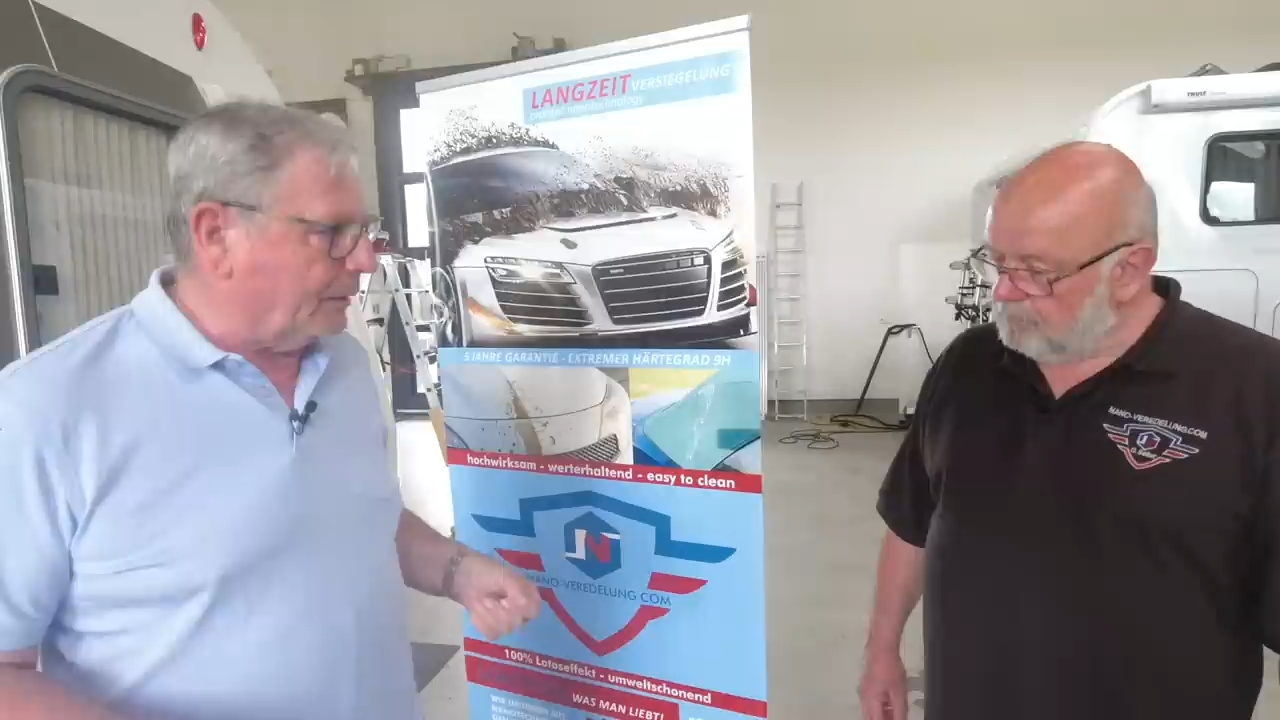 LANGZEIT VERSIEGELUNG
5 JAHRE GARANTIE - EXTREMER HÄRTEGRAD 9H
hochwirksam - werterhaltend - easy to clean
NANO-VEREDELUNG COM
100% Lotoseffekt - umweltschonend
WAS MAN LIEBT!
NANO-VEREDELUNG.COM
THULE